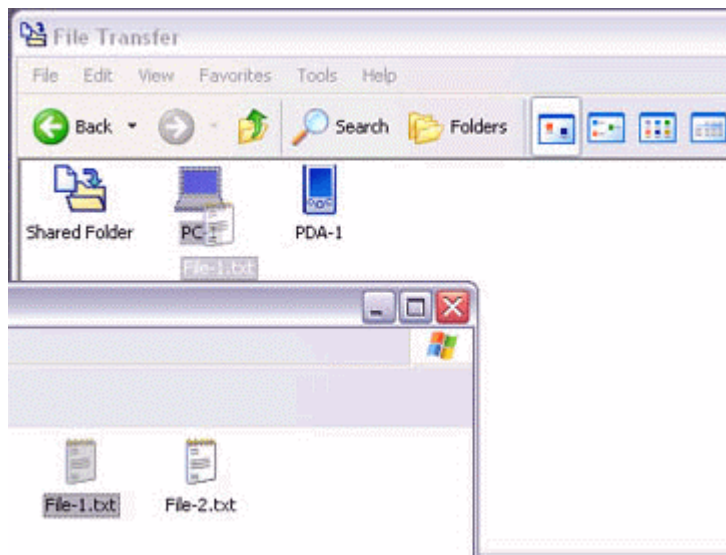 File Transfer
File Edit View Favorites Tools Help
Back Search Folders
Shared Folder PC-1 PDA-1
File-1.txt
File-1.txt File-2.txt